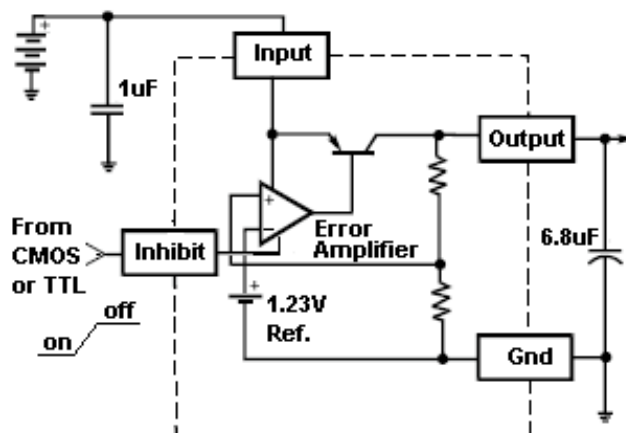 +
Input
1uF
Output
+
−
Error
Amplifier
From
CMOS
or TTL
Inhibit
6.8uF
+
1.23V
Ref.
off
on
Gnd